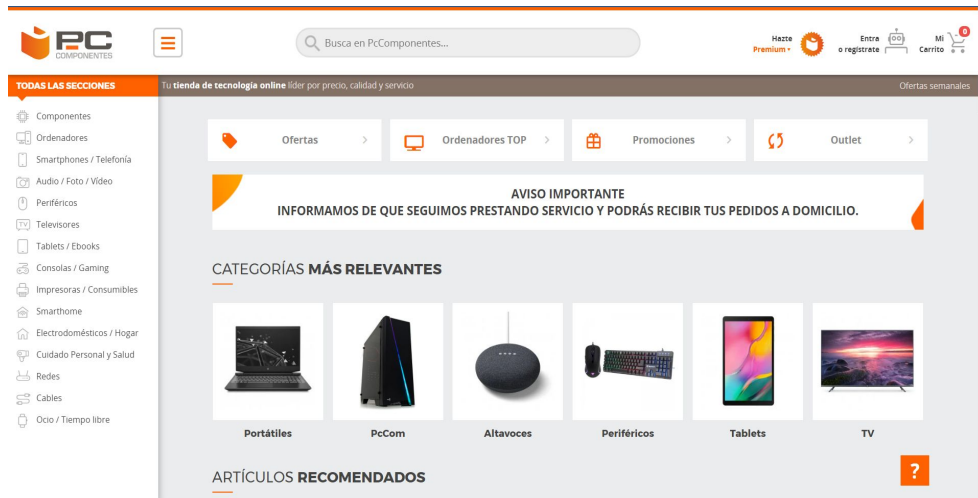 PC
COMPONENTES
Busca en PcComponentes...
Hazte
Premium
Entra
o regístrate
Mi
Carrito
0
TODAS LAS SECCIONES
Tu tienda de tecnología online líder por precio, calidad y servicio
Ofertas semanales
Componentes
Ordenadores
Smartphones / Telefonía
Audio / Foto / Vídeo
Periféricos
TV
Televisores
Tablets / Ebooks
Consolas / Gaming
Impresoras / Consumibles
Smarthome
Electrodomésticos / Hogar
Cuidado Personal y Salud
Redes
Cables
Ocio / Tiempo libre
Ofertas
Ordenadores TOP
Promociones
Outlet
AVISO IMPORTANTE
INFORMAMOS DE QUE SEGUIMOS PRESTANDO SERVICIO Y PODRÁS RECIBIR TUS PEDIDOS A DOMICILIO.
CATEGORÍAS MÁS RELEVANTES
Portátiles
PcCom
Altavoces
Periféricos
Tablets
TV
ARTÍCULOS RECOMENDADOS
?